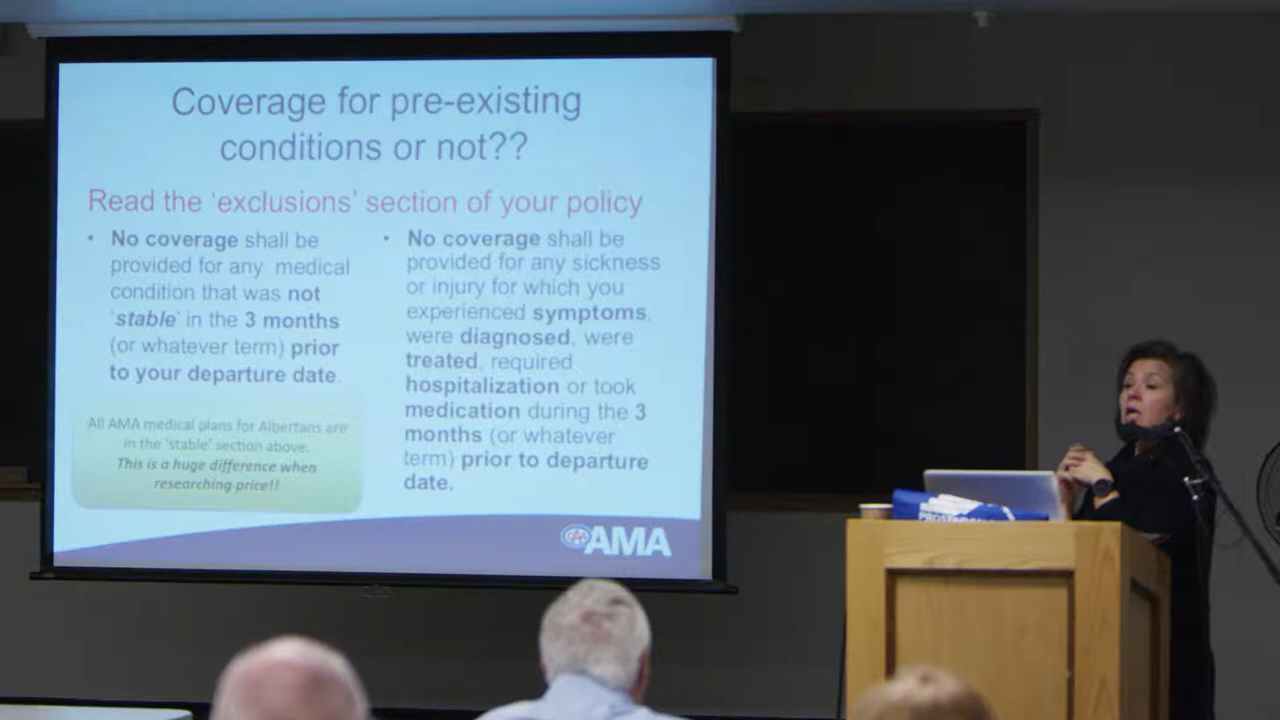 Coverage for pre-existing
conditions or not??
Read the 'exclusions' section of your policy
• No coverage shall be
provided for any medical
condition that was not
'stable' in the 3 months
(or whatever term) prior
to your departure date.
All AMA medical plans for Albertans are
in the 'stable' section above.
This is a huge difference when
researching price!!
• No coverage shall be
provided for any sickness
or injury for which you
experienced symptoms,
were diagnosed, were
treated, required
hospitalization or took
medication during the 3
months (or whatever
term) prior to departure
date.
CAA AMA